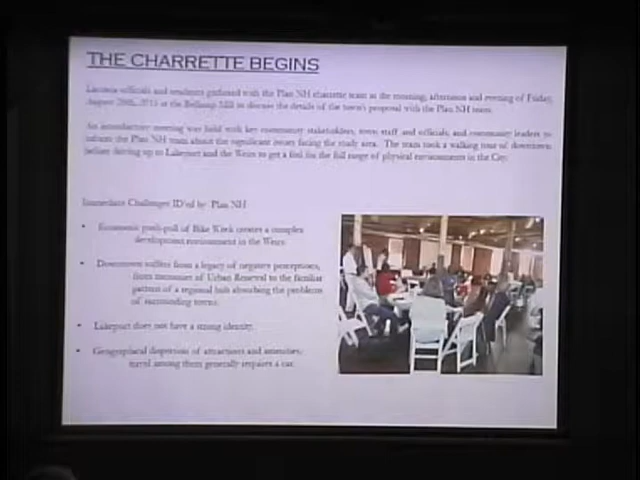 THE CHARRETTE BEGINS
Laconia officials and residents gathered with the Plan NH charrette team in the morning, afternoon and evening of Friday,
August 2013 at the Belknap Mill to discuss the details of the town's proposal with the Plan NH team.
An introductory meeting was held with key community stakeholders, town staff and officials, and community leaders to
inform the Plan NH team about the significant issues facing the study area. The team took a walking tour of downtown
before driving up to Lakeport and the Weirs to get a feel for the full range of physical environments in the City.
Immediate Challenges ID'ed by Plan NH
• Economic push-pull of Bike Week creates a complex
development environment in the Weirs.
• Downtown suffers from a legacy of negative perceptions,
from memories of Urban Renewal to the familiar
pattern of a regional hub absorbing the problems
of surrounding towns.
• Lakeport does not have a strong identity.
• Geographical dispersion of attractions and amenities,
travel among them generally requires a car.